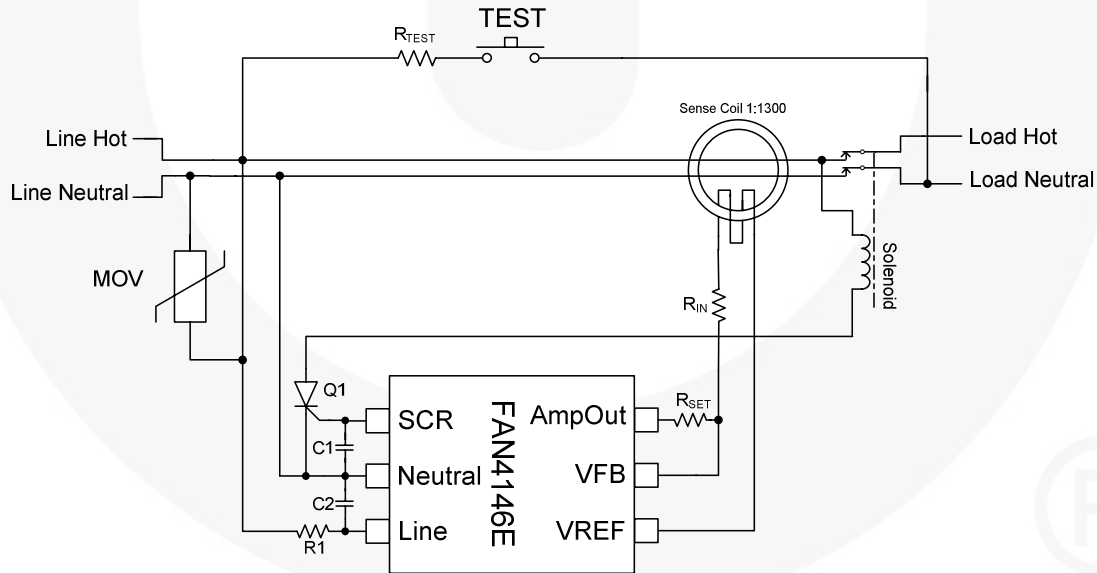 TEST
RTEST
Sense Coil 1:1300
Line Hot
Load Hot
Line Neutral
Load Neutral
MOV
Solenoid
RIN
Q1
SCR
FAN4146E
AmpOut
RSET
C1
Neutral
VFB
C2
R1
Line
VREF
R